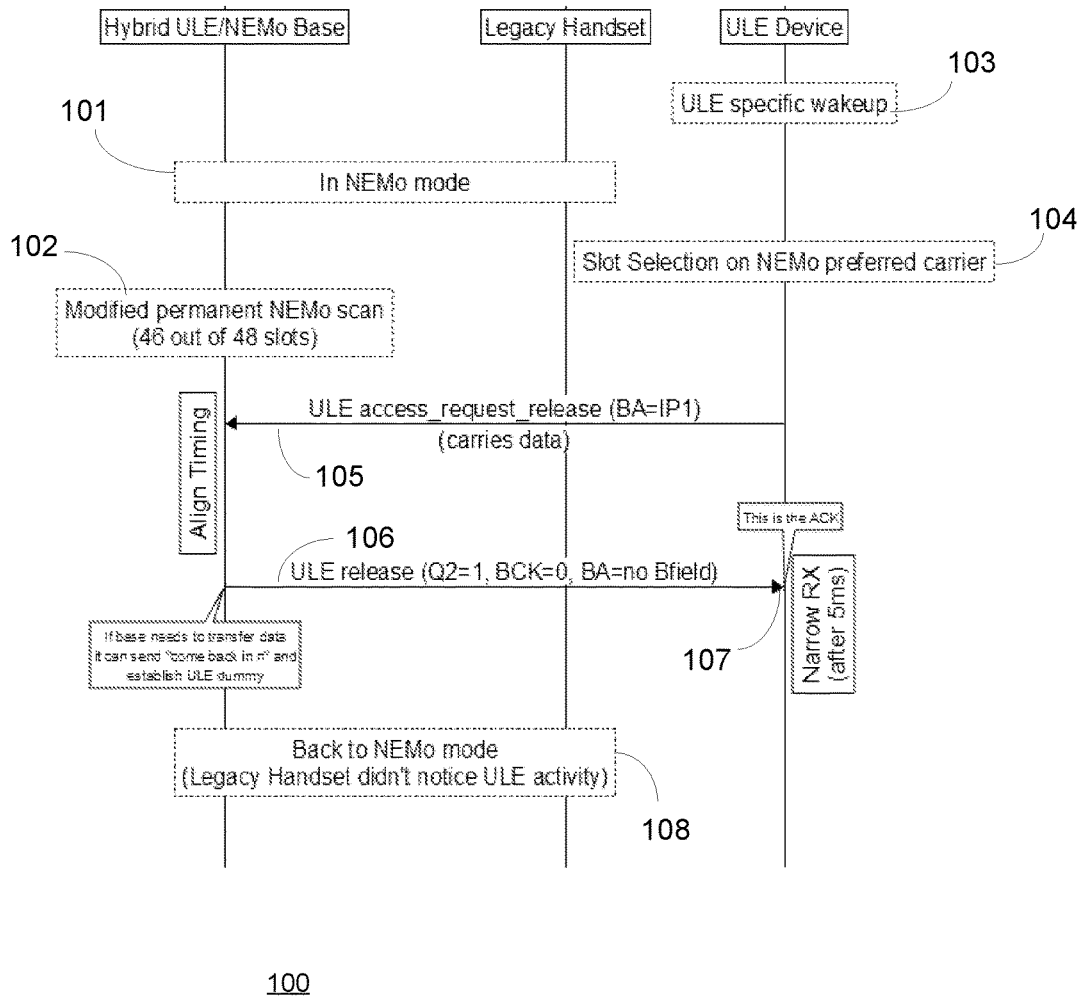 Hybrid ULE/NEMo Base
Legacy Handset
ULE Device
103
ULE specific wakeup
101
In NEMo mode
104
102
Slot Selection on NEMo preferred carrier
Modified permanent NEMo scan
(46 out of 48 slots)
Align Timing
ULE access_request_release (BA=IP1)
(carries data)
105
This is the ACK
106
ULE release (Q2=1, BCK=0, BA=no Bfield)
107
Narrow RX
(after 5ms)
If base needs to transfer data
it can send "come back in n" and
establish ULE dummy
Back to NEMo mode
(Legacy Handset didn't notice ULE activity)
108
100